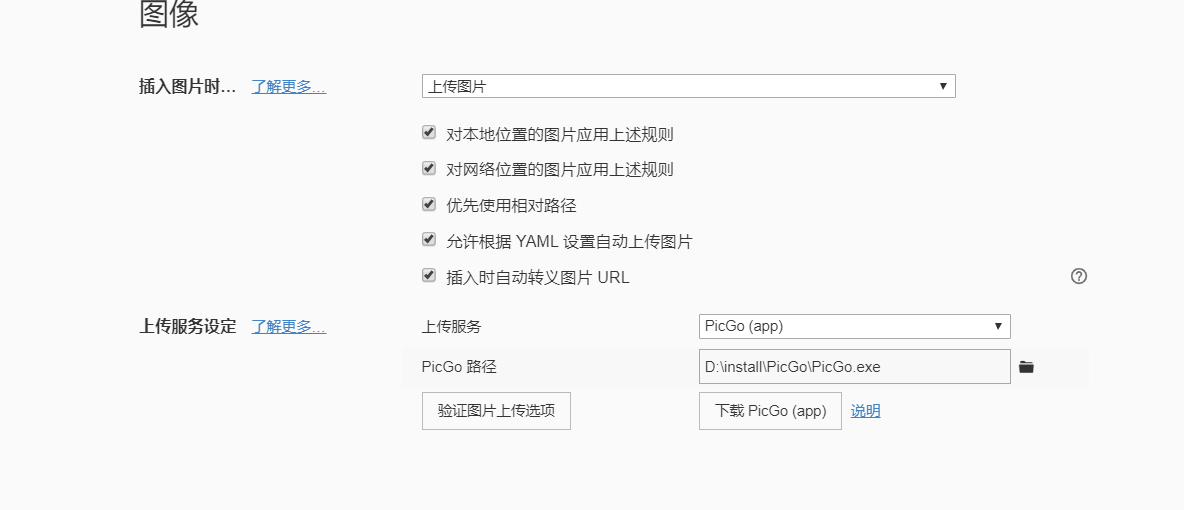 图像
插入图片时... 了解更多... 上传图片
对本地位置的图片应用上述规则
对网络位置的图片应用上述规则
优先使用相对路径
允许根据 YAML 设置自动上传图片
插入时自动转义图片 URL
上传服务设定 了解更多... 上传服务 PicGo (app)
PicGo 路径 D:\install\PicGo\PicGo.exe
验证图片上传选项 下载 PicGo (app) 说明